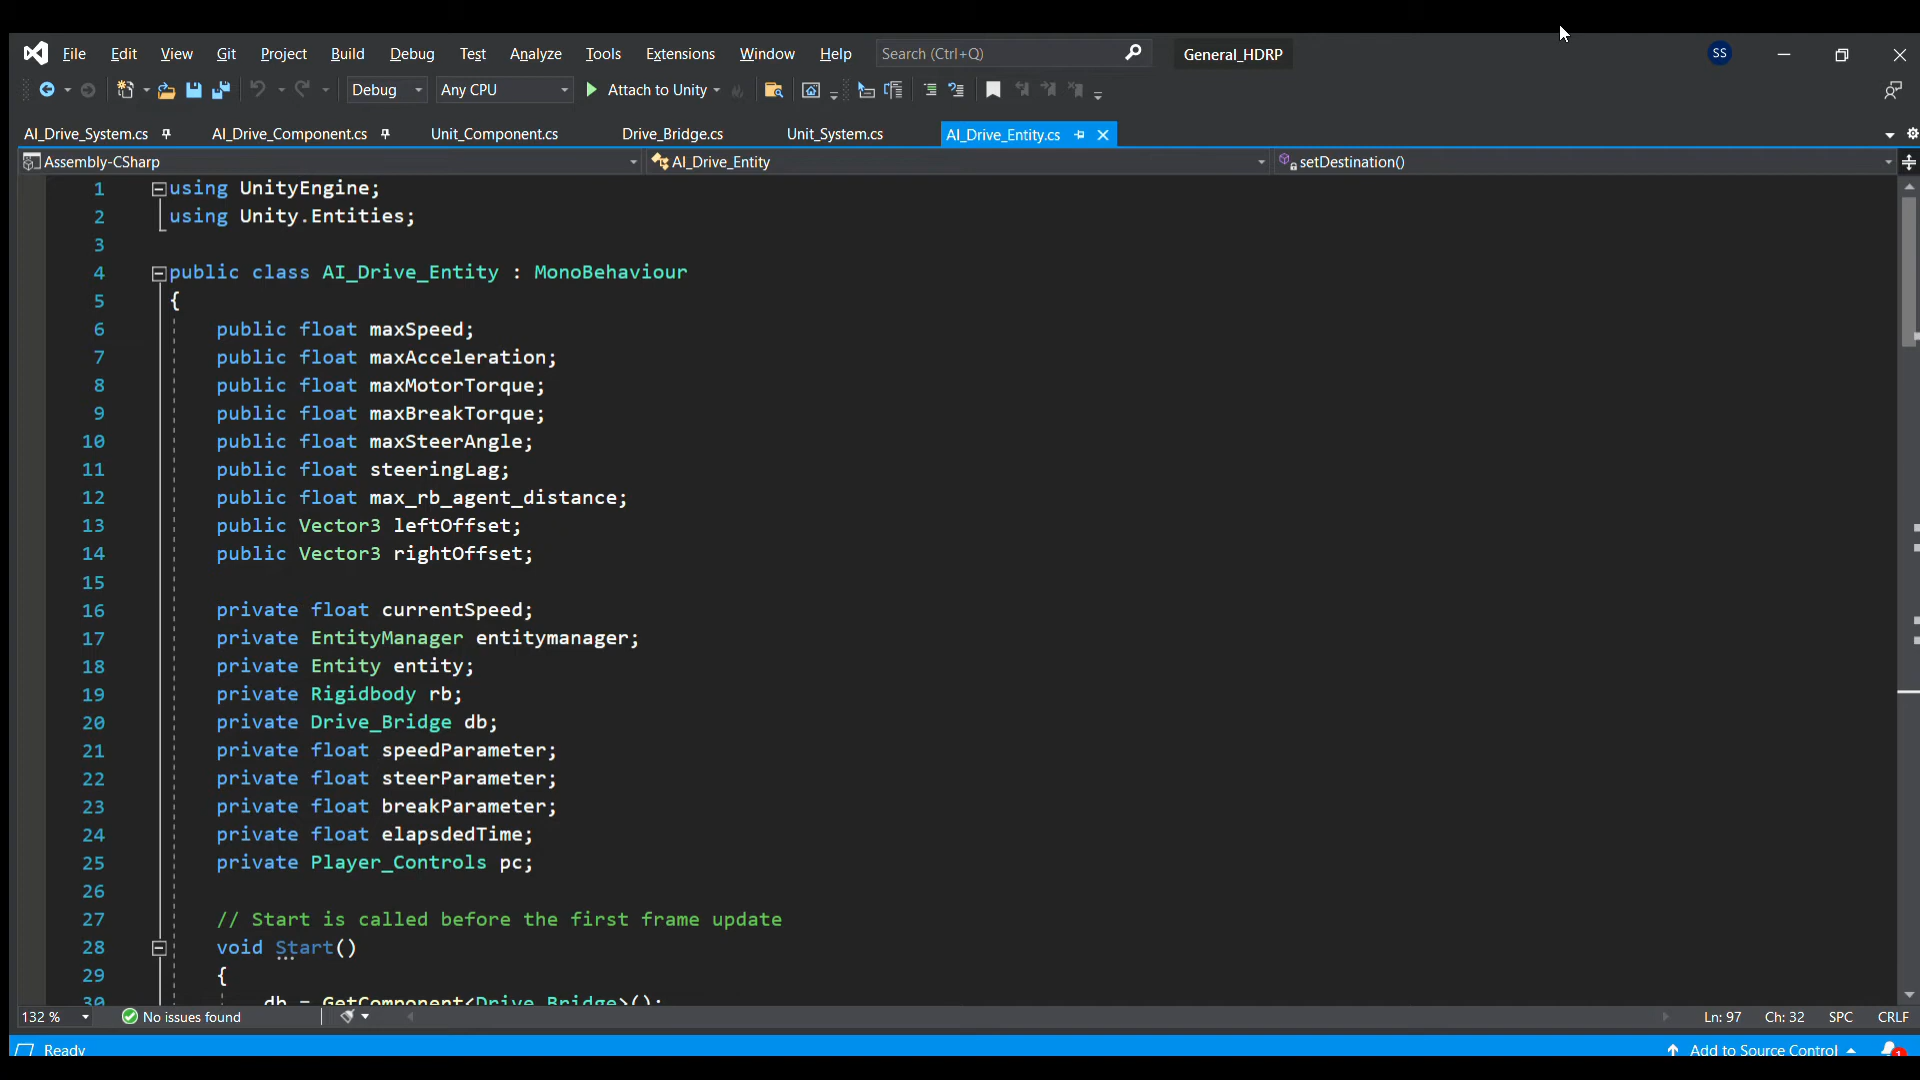 File Edit View Git Project Build Debug Test Analyze Tools Extensions Window Help Search (Ctrl+Q) General_HDRP SS
Debug Any CPU Attach to Unity
AI_Drive_System.cs AI_Drive_Component.cs Unit_Component.cs Drive_Bridge.cs Unit_System.cs AI_Drive_Entity.cs
Assembly-CSharp AI_Drive_Entity setDestination()
1 using UnityEngine;
2 using Unity.Entities;
3
4 public class AI_Drive_Entity : MonoBehaviour
5 {
6 public float maxSpeed;
7 public float maxAcceleration;
8 public float maxMotorTorque;
9 public float maxBreakTorque;
10 public float maxSteerAngle;
11 public float steeringLag;
12 public float max_rb_agent_distance;
13 public Vector3 leftOffset;
14 public Vector3 rightOffset;
15
16 private float currentSpeed;
17 private EntityManager entitymanager;
18 private Entity entity;
19 private Rigidbody rb;
20 private Drive_Bridge db;
21 private float speedParameter;
22 private float steerParameter;
23 private float breakParameter;
24 private float elapsdedTime;
25 private Player_Controls pc;
26
27 // Start is called before the first frame update
28 void Start()
29 {
30 db = GetComponent<Drive_Bridge>();
132 % No issues found Ln: 97 Ch: 32 SPC CRLF
Ready Add to Source Control 1